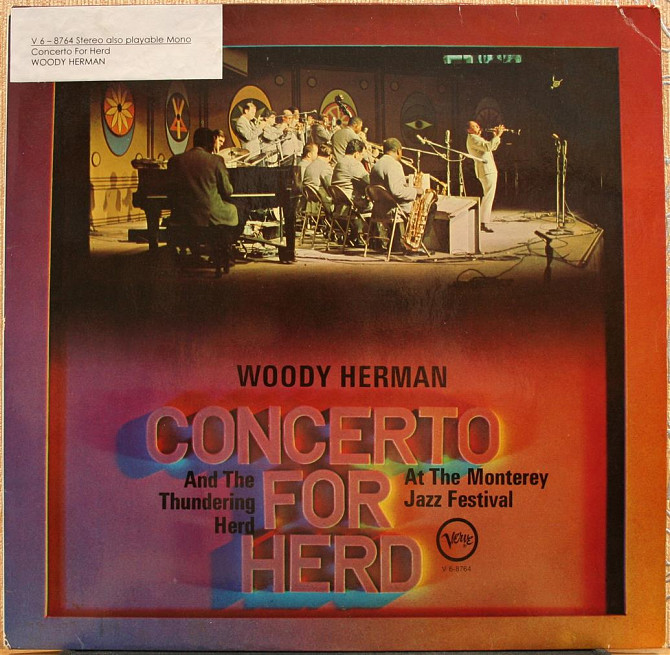 V 6 – 8764 Stereo also playable Mono
Concerto For Herd
WOODY HERMAN
WOODY HERMAN
CONCERTO
And The
Thundering
Herd
FOR
At The Monterey
Jazz Festival
HERD
Verve
V 6-8764